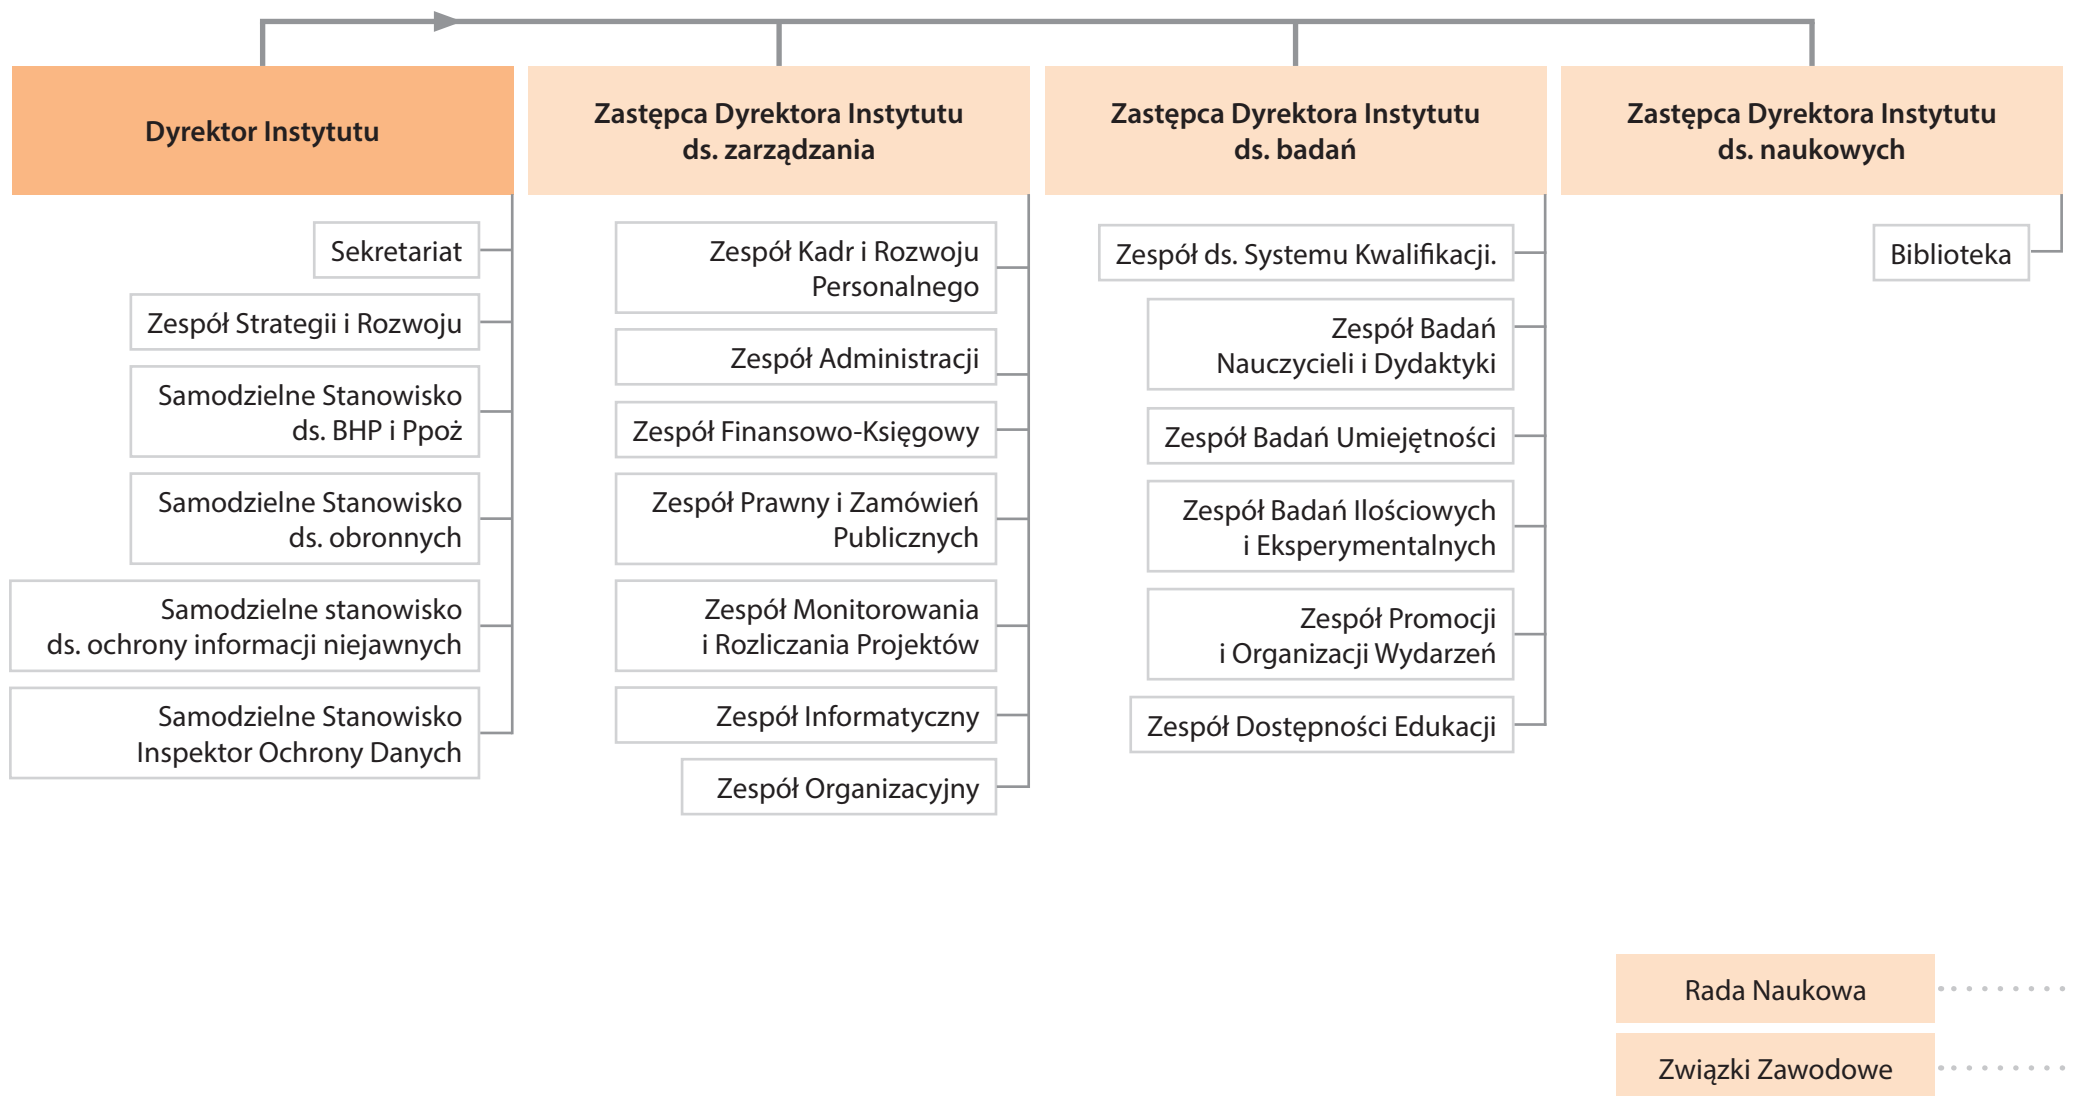 Dyrektor Instytutu
Sekretariat
Zespół Strategii i Rozwoju
Samodzielne Stanowisko
ds. BHP i Ppoż
Samodzielne Stanowisko
ds. obronnych
Samodzielne stanowisko
ds. ochrony informacji niejawnych
Samodzielne Stanowisko
Inspektor Ochrony Danych
Zastępca Dyrektora Instytutu
ds. zarządzania
Zespół Kadr i Rozwoju
Personalnego
Zespół Administracji
Zespół Finansowo-Księgowy
Zespół Prawny i Zamówień
Publicznych
Zespół Monitorowania
i Rozliczania Projektów
Zespół Informatyczny
Zespół Organizacyjny
Zastępca Dyrektora Instytutu
ds. badań
Zespół ds. Systemu Kwalifikacji.
Zespół Badań
Nauczycieli i Dydaktyki
Zespół Badań Umiejętności
Zespół Badań Ilościowych
i Eksperymentalnych
Zespół Promocji
i Organizacji Wydarzeń
Zespół Dostępności Edukacji
Zastępca Dyrektora Instytutu
ds. naukowych
Biblioteka
Rada Naukowa
Związki Zawodowe